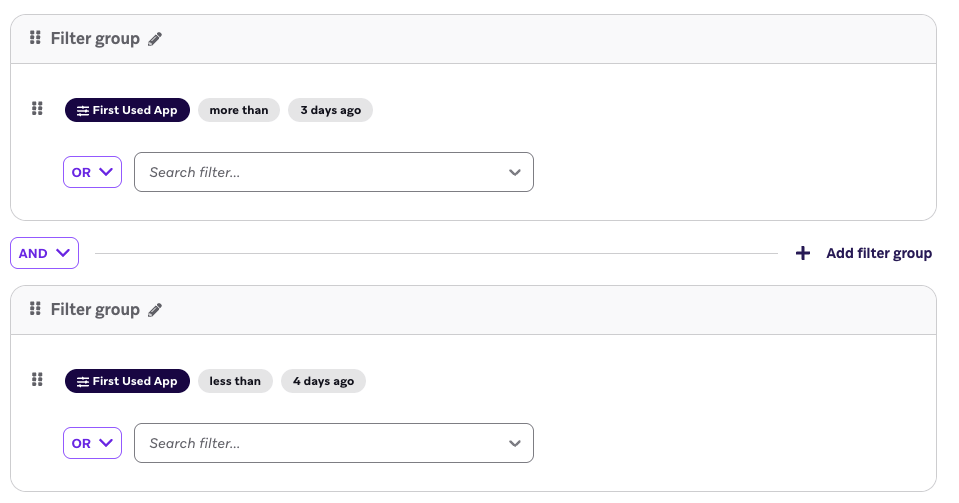 Filter group
First Used App more than 3 days ago
OR Search filter...
AND Add filter group
Filter group
First Used App less than 4 days ago
OR Search filter...